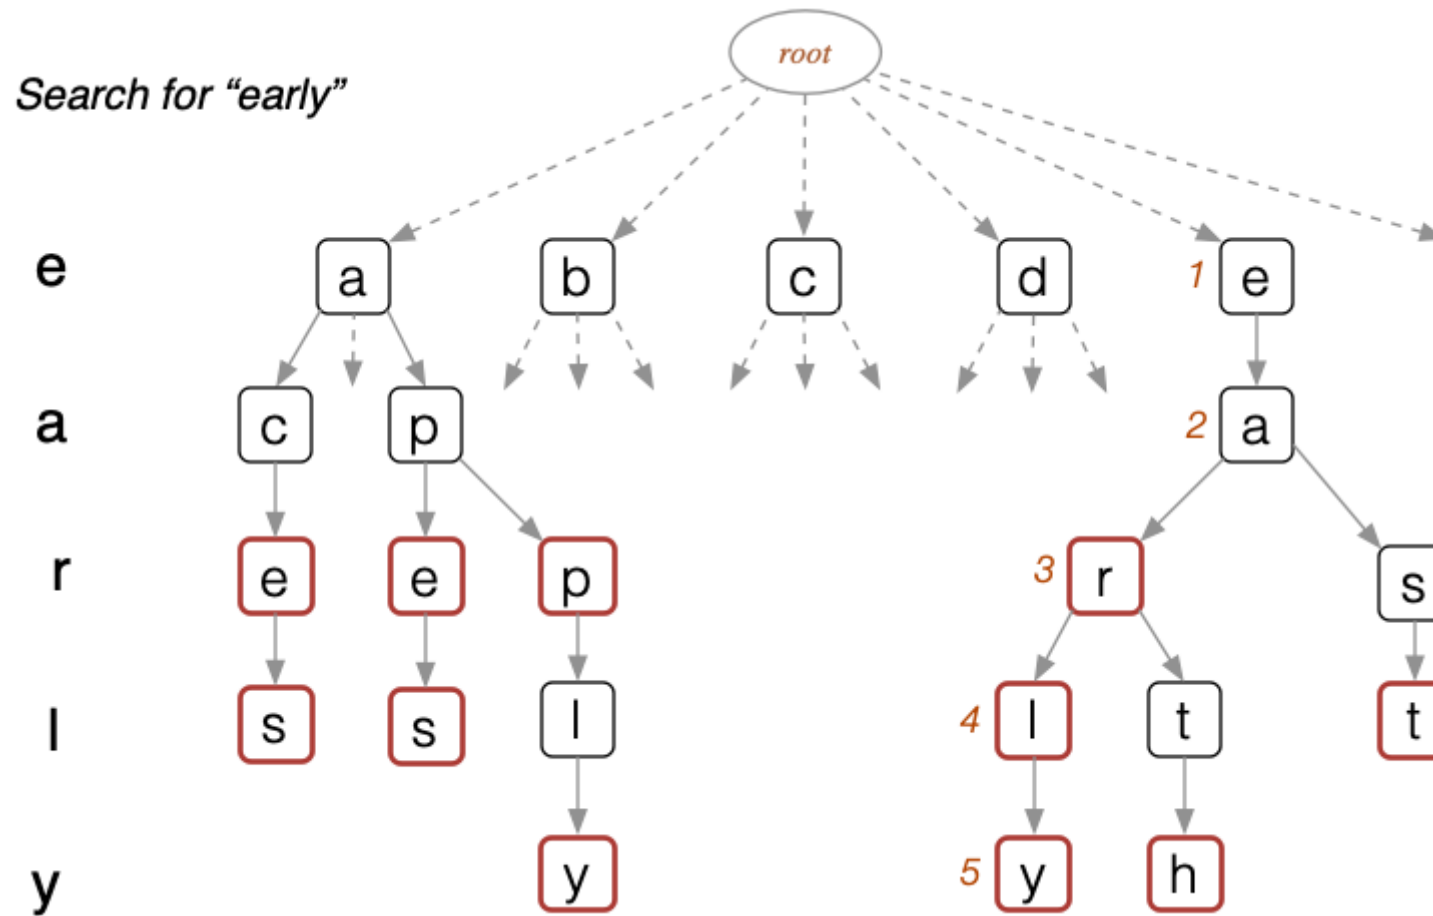 root
Search for “early”
e a b c d 1 e
a c p 2 a
r e e p 3 r s
l s s l 4 l t t
y y 5 y h